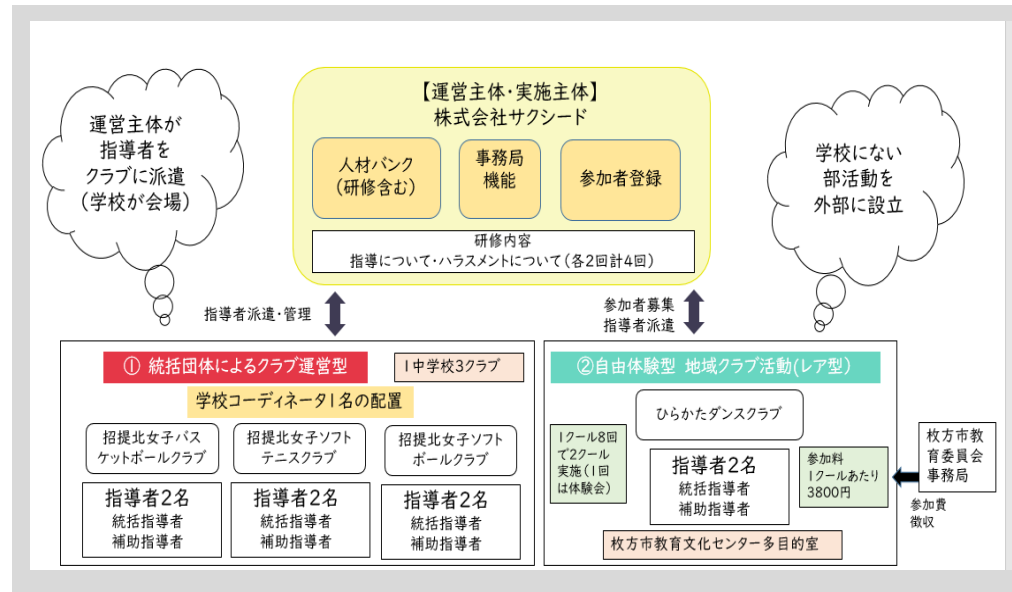 運営主体が
指導者を
クラブに派遣
(学校が会場)
【運営主体・実施主体】
株式会社サクシード
人材バンク
(研修含む)
事務局
機能
参加者登録
研修内容
指導について・ハラスメントについて(各2回計4回)
学校にない
部活動を
外部に設立
指導者派遣・管理
参加者募集
指導者派遣
① 統括団体によるクラブ運営型
1中学校3クラブ
学校コーディネータ1名の配置
招提北女子バス
ケットボールクラブ
招提北女子ソフト
テニスクラブ
招提北女子ソフト
ボールクラブ
指導者2名
統括指導者
補助指導者
指導者2名
統括指導者
補助指導者
指導者2名
統括指導者
補助指導者
②自由体験型 地域クラブ活動(レア型)
ひらかたダンスクラブ
1クール8回
で2クール
実施(1回
は体験会)
指導者2名
統括指導者
補助指導者
参加料
1クールあたり
3800円
枚方市教
育委員会
事務局
参加費
徴収
枚方市教育文化センター多目的室